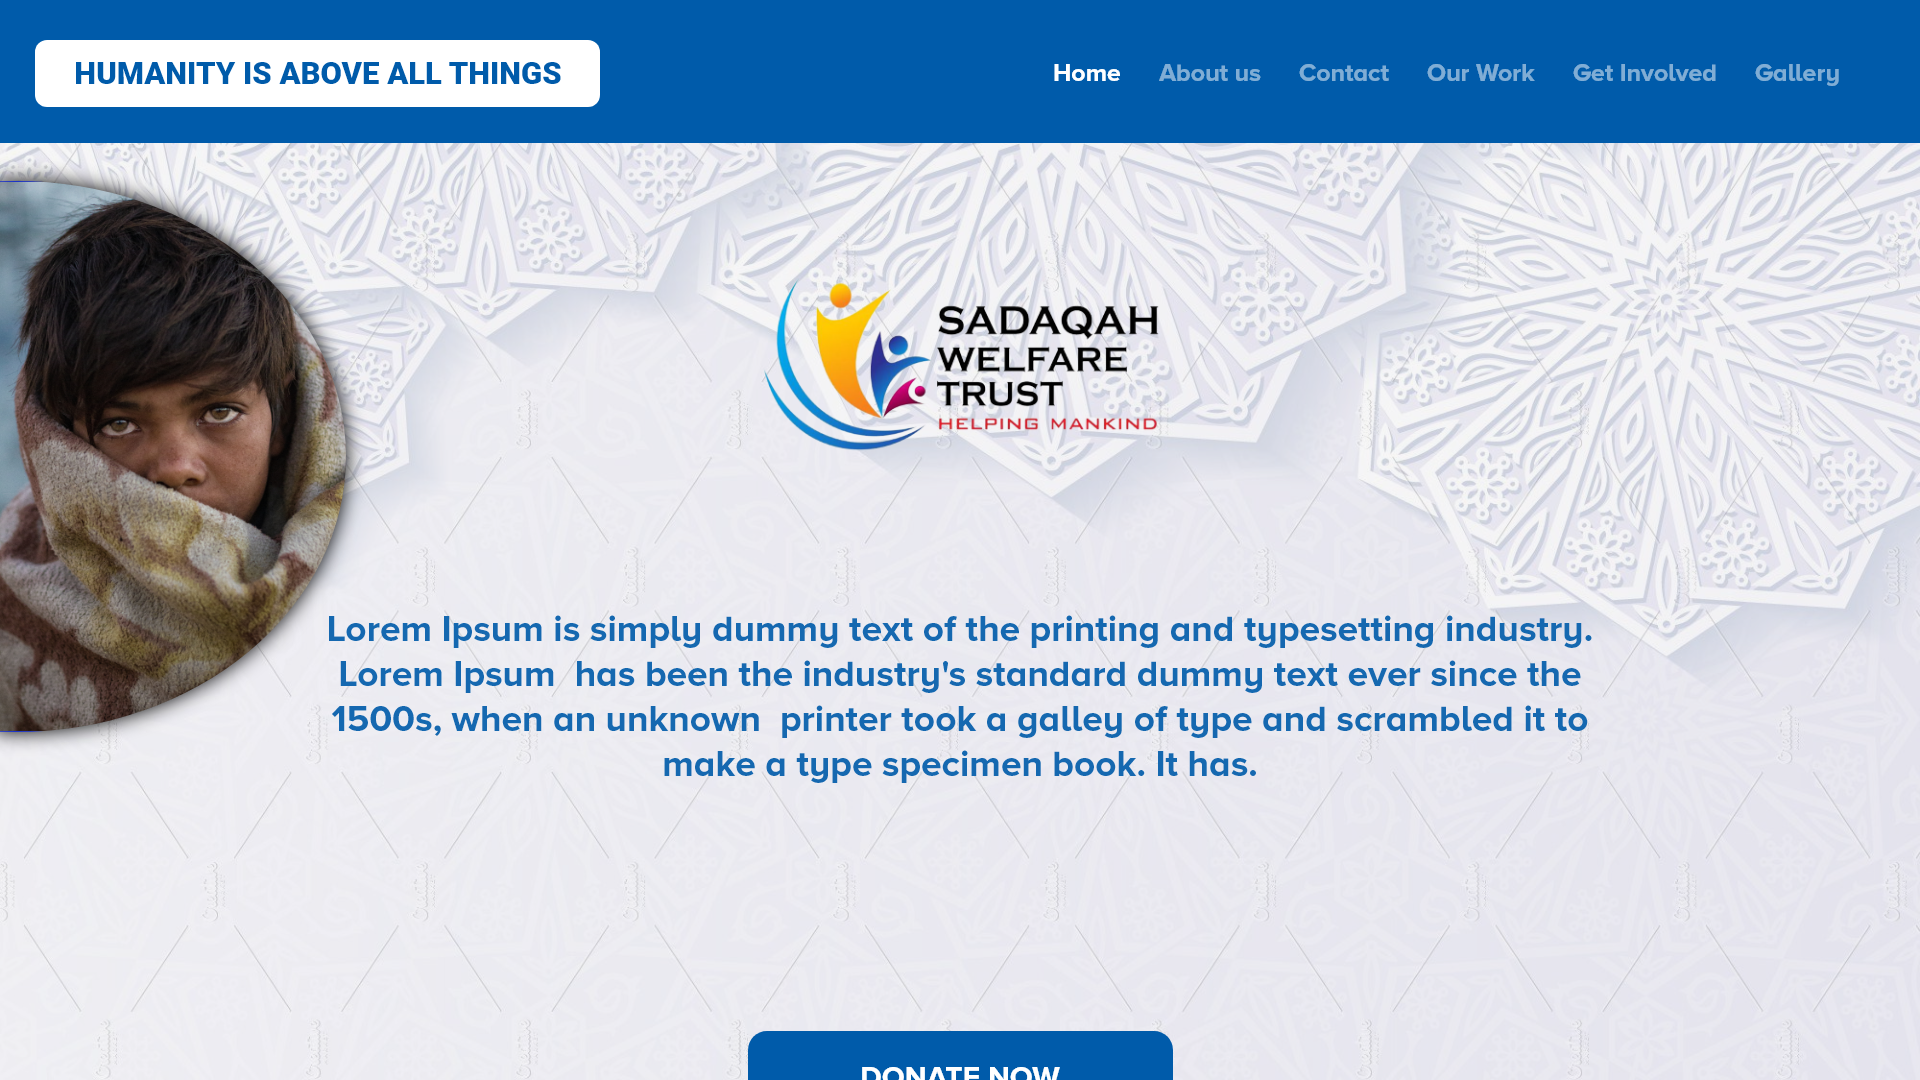 HUMANITY IS ABOVE ALL THINGS
Home About us Contact Our Work Get Involved Gallery
SADAQAH
WELFARE
TRUST
HELPING MANKIND
Lorem Ipsum is simply dummy text of the printing and typesetting industry.
Lorem Ipsum has been the industry's standard dummy text ever since the
1500s, when an unknown printer took a galley of type and scrambled it to
make a type specimen book. It has.
DONATE NOW